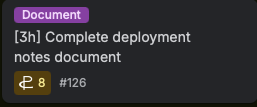 Document
[3h] Complete deployment
notes document
8 #126